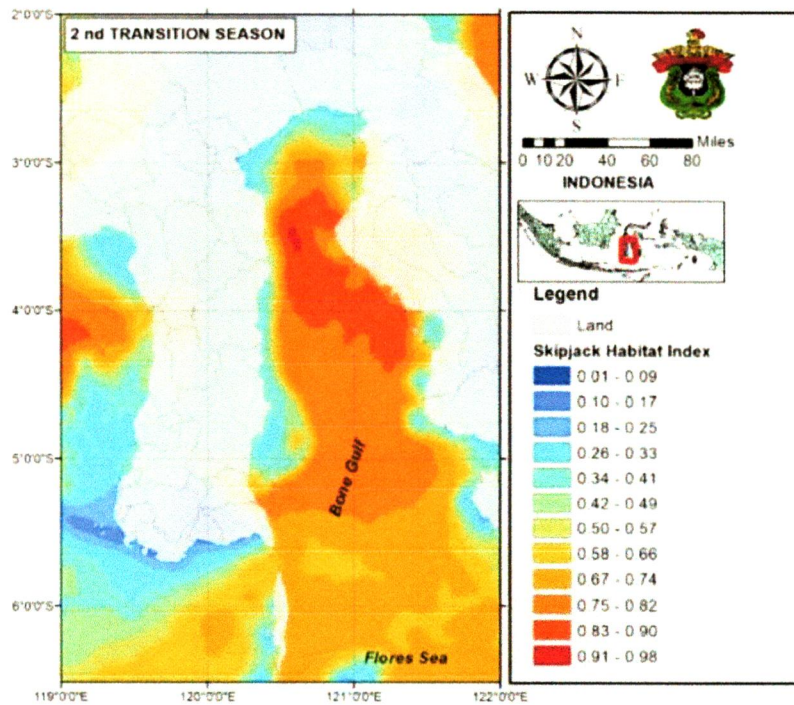 2 nd TRANSITION SEASON
2°0'0"S
3°0'0"S
4°0'0"S
5°0'0"S
6°0'0"S
119°0'0"E
120°0'0"E
121°0'0"E
122°0'0"E
Bone Gulf
Flores Sea
N
W
E
S
Miles
0 10 20 40 60 80
INDONESIA
Legend
Land
Skipjack Habitat Index
0 01 - 0 09
0 10 - 0 17
0 18 - 0 25
0 26 - 0 33
0 34 - 0 41
0 42 - 0 49
0 50 - 0 57
0 58 - 0 66
0 67 - 0 74
0 75 - 0 82
0 83 - 0 90
0 91 - 0 98